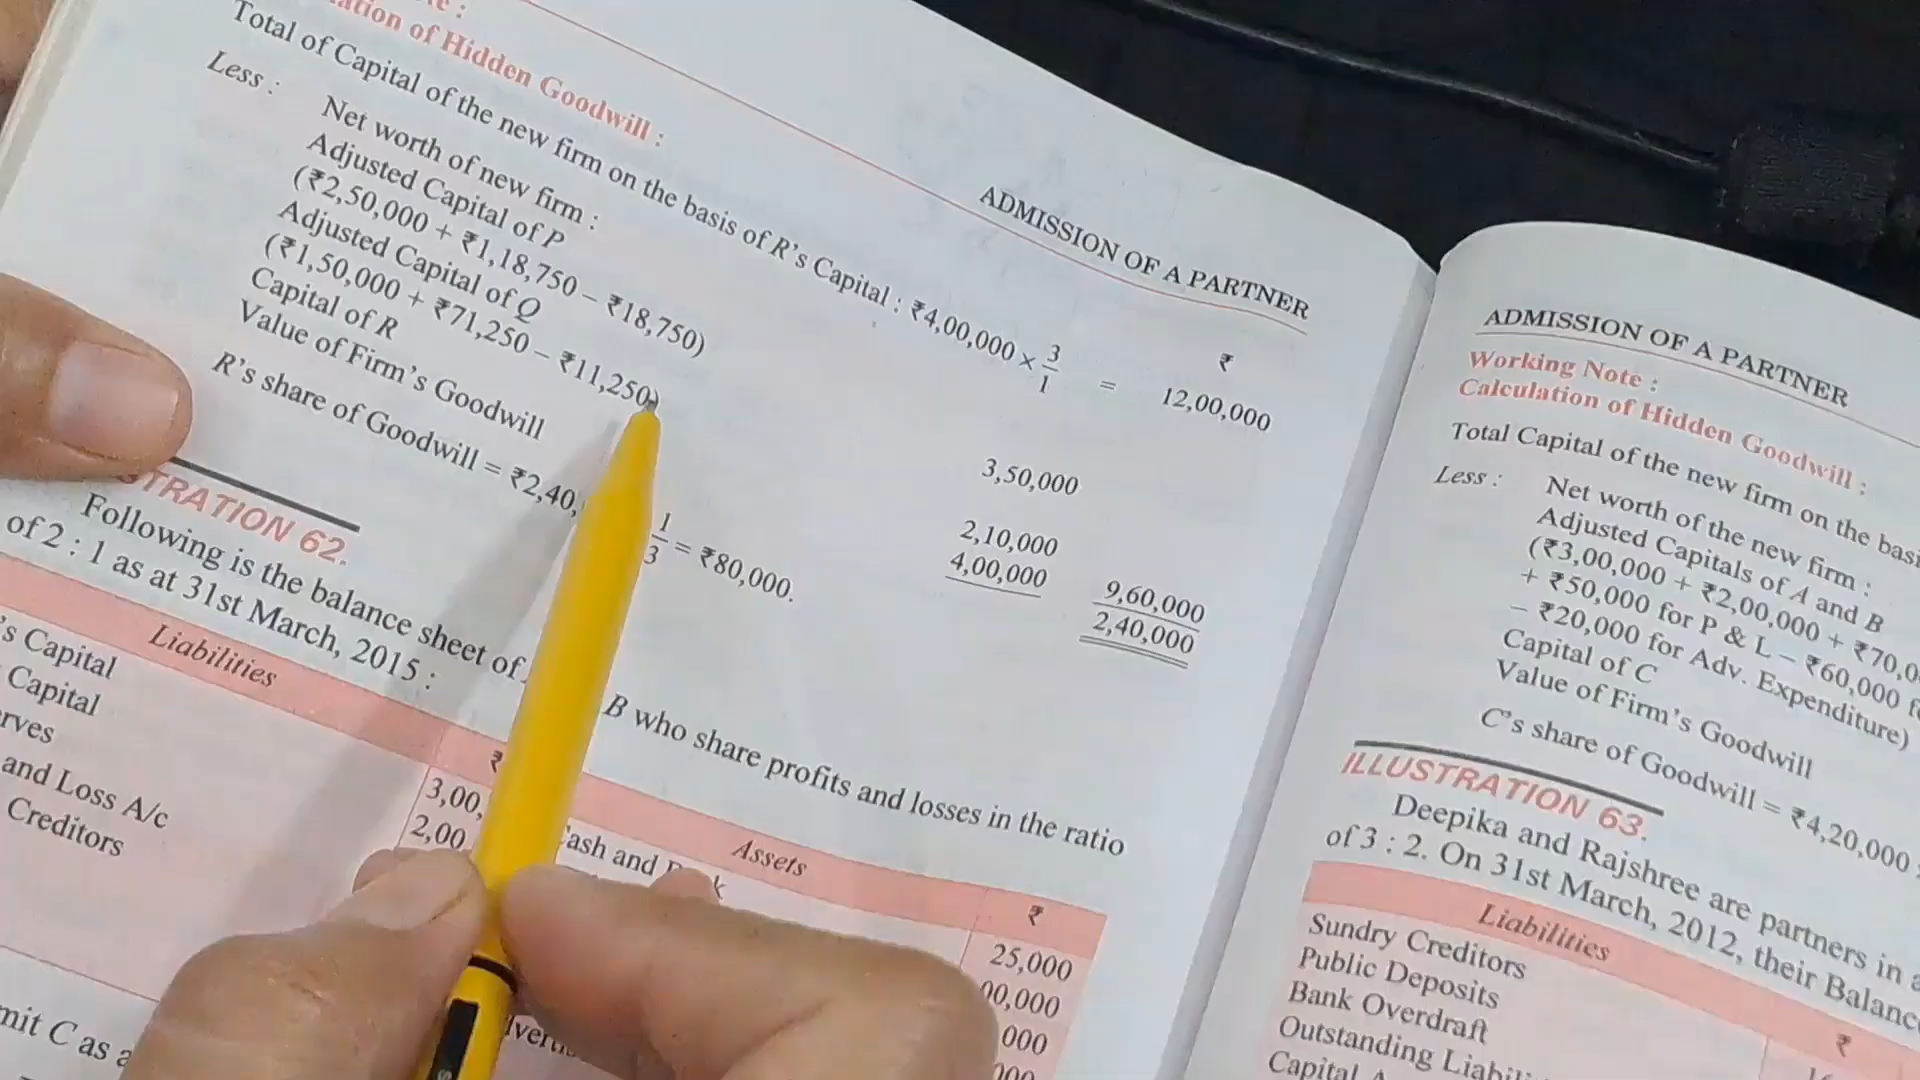 ADMISSION OF A PARTNER
ation of Hidden Goodwill :
₹
Total of Capital of the new firm on the basis of R's Capital : ₹4,00,000 × 3/1 = 12,00,000
Less : Net worth of new firm :
Adjusted Capital of P
(₹2,50,000 + ₹1,18,750 – ₹18,750) 3,50,000
Adjusted Capital of Q
(₹1,50,000 + ₹71,250 – ₹11,250) 2,10,000
Capital of R 4,00,000 9,60,000
Value of Firm's Goodwill 2,40,000
R's share of Goodwill = ₹2,40, 1/3 = ₹80,000.
STRATION 62.
Following is the balance sheet of B who share profits and losses in the ratio
of 2 : 1 as at 31st March, 2015 :
Liabilities ₹ Assets ₹
's Capital 3,00, Cash and 25,000
Capital 2,00 00,000
rves 000
and Loss A/c 000
Creditors
mit C as a
ADMISSION OF A PARTNER
Working Note :
Calculation of Hidden Goodwill :
Total Capital of the new firm on the basi
Less : Net worth of the new firm :
Adjusted Capitals of A and B
(₹3,00,000 + ₹2,00,000 + ₹70,0
+ ₹50,000 for P & L – ₹60,000 f
– ₹20,000 for Adv. Expenditure)
Capital of C
Value of Firm's Goodwill
C's share of Goodwill = ₹4,20,000
ILLUSTRATION 63.
Deepika and Rajshree are partners in a
of 3 : 2. On 31st March, 2012, their Balanc
Liabilities ₹
Sundry Creditors
Public Deposits
Bank Overdraft
Outstanding Liabili
Capital A